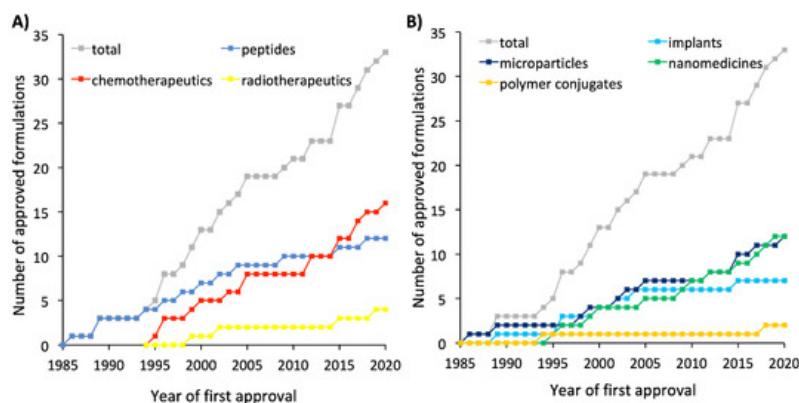 A)
total
peptides
chemotherapeutics
radiotherapeutics
Number of approved formulations
35
30
25
20
15
10
5
0
1985 1990 1995 2000 2005 2010 2015 2020
Year of first approval
B)
total
implants
microparticles
nanomedicines
polymer conjugates
Number of approved formulations
35
30
25
20
15
10
5
0
1985 1990 1995 2000 2005 2010 2015 2020
Year of first approval